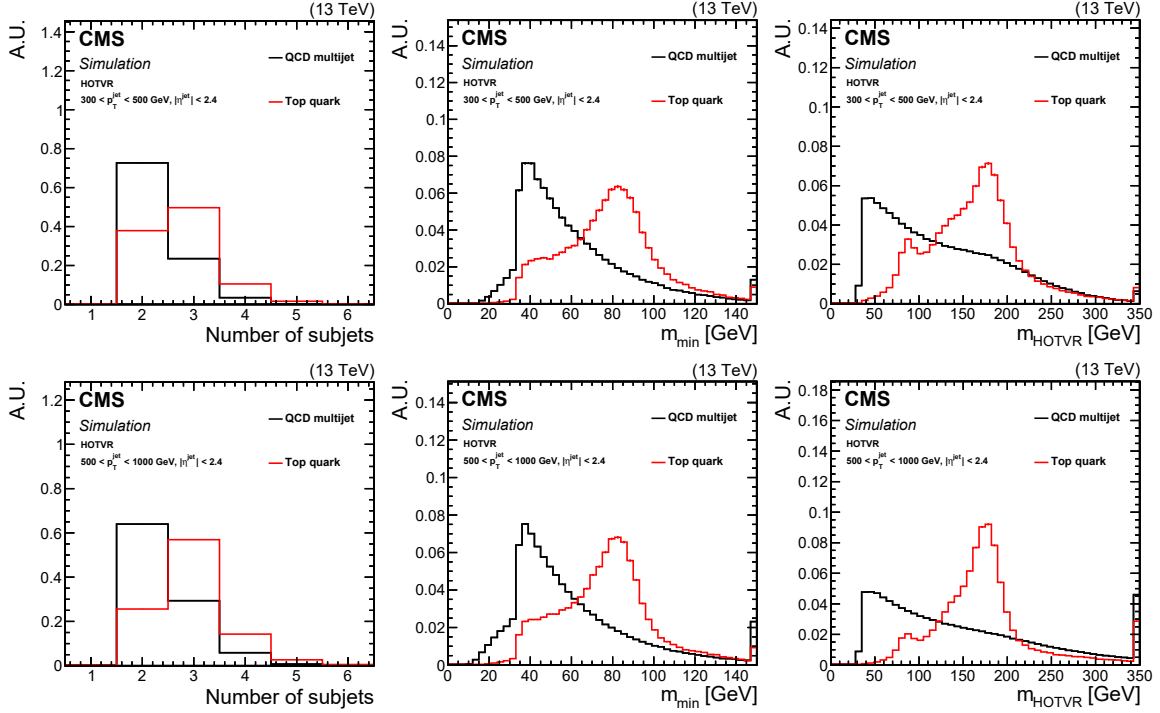 (13 TeV)
A.U.
CMS
Simulation
HOTVR
300 < p_T^jet < 500 GeV, |η^jet| < 2.4
QCD multijet
Top quark
1.4
1.2
1
0.8
0.6
0.4
0.2
0
1 2 3 4 5 6
Number of subjets
(13 TeV)
A.U.
CMS
Simulation
HOTVR
300 < p_T^jet < 500 GeV, |η^jet| < 2.4
QCD multijet
Top quark
0.14
0.12
0.1
0.08
0.06
0.04
0.02
0
0 20 40 60 80 100 120 140
m_min [GeV]
(13 TeV)
A.U.
CMS
Simulation
HOTVR
300 < p_T^jet < 500 GeV, |η^jet| < 2.4
QCD multijet
Top quark
0.14
0.12
0.1
0.08
0.06
0.04
0.02
0
0 50 100 150 200 250 300 350
m_HOTVR [GeV]
(13 TeV)
A.U.
CMS
Simulation
HOTVR
500 < p_T^jet < 1000 GeV, |η^jet| < 2.4
QCD multijet
Top quark
1.2
1
0.8
0.6
0.4
0.2
0
1 2 3 4 5 6
Number of subjets
(13 TeV)
A.U.
CMS
Simulation
HOTVR
500 < p_T^jet < 1000 GeV, |η^jet| < 2.4
QCD multijet
Top quark
0.14
0.12
0.1
0.08
0.06
0.04
0.02
0
0 20 40 60 80 100 120 140
m_min [GeV]
(13 TeV)
A.U.
CMS
Simulation
HOTVR
500 < p_T^jet < 1000 GeV, |η^jet| < 2.4
QCD multijet
Top quark
0.18
0.16
0.14
0.12
0.1
0.08
0.06
0.04
0.02
0
0 50 100 150 200 250 300 350
m_HOTVR [GeV]